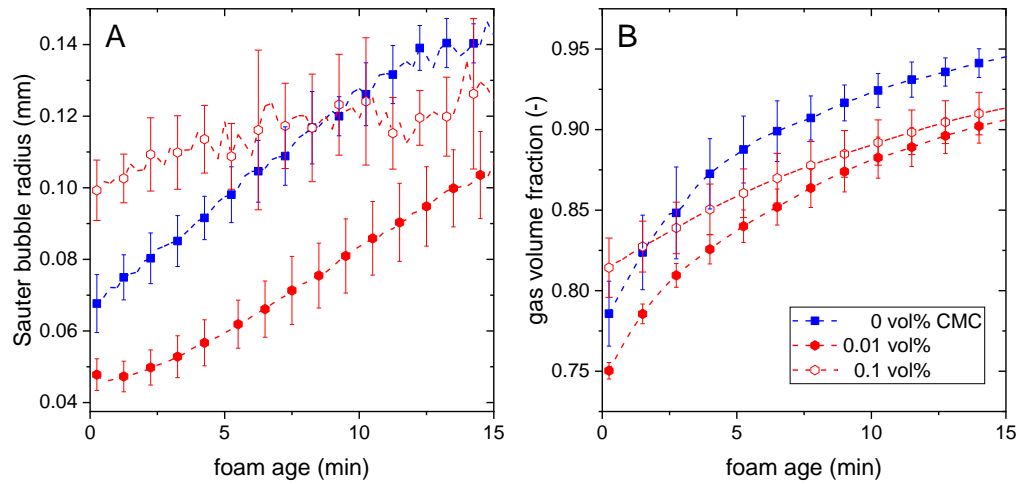 A
Sauter bubble radius (mm)
0.14
0.12
0.10
0.08
0.06
0.04
0
5
10
15
foam age (min)
B
gas volume fraction (-)
0.95
0.90
0.85
0.80
0.75
0
5
10
15
foam age (min)
0 vol% CMC
0.01 vol%
0.1 vol%